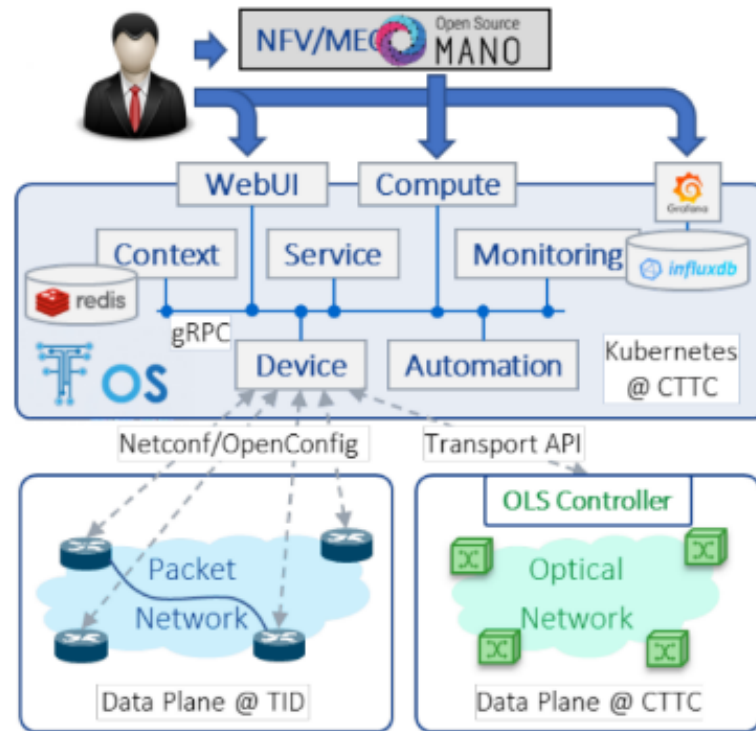 NFV/MEC
Open Source
MANO
WebUI
Compute
Grafana
Context
Service
Monitoring
redis
influxdb
gRPC
Device
Automation
Kubernetes
@ CTTC
OS
Netconf/OpenConfig
Transport API
OLS Controller
Packet
Network
Optical
Network
Data Plane @ TID
Data Plane @ CTTC